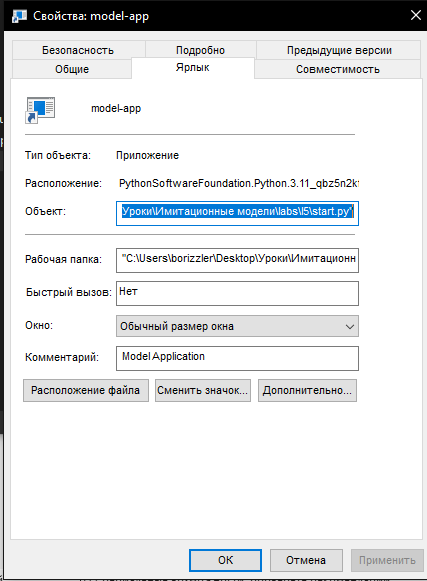 Свойства: model-app
Безопасность Подробно Предыдущие версии
Общие Ярлык Совместимость
model-app
Тип объекта: Приложение
Расположение: PythonSoftwareFoundation.Python.3.11_qbz5n2kf
Объект: Уроки\Имитационные модели\labs\l5\start.py"
Рабочая папка: "C:\Users\borizzler\Desktop\Уроки\Имитационн
Быстрый вызов: Нет
Окно: Обычный размер окна
Комментарий: Model Application
Расположение файла Сменить значок... Дополнительно...
OK Отмена Применить